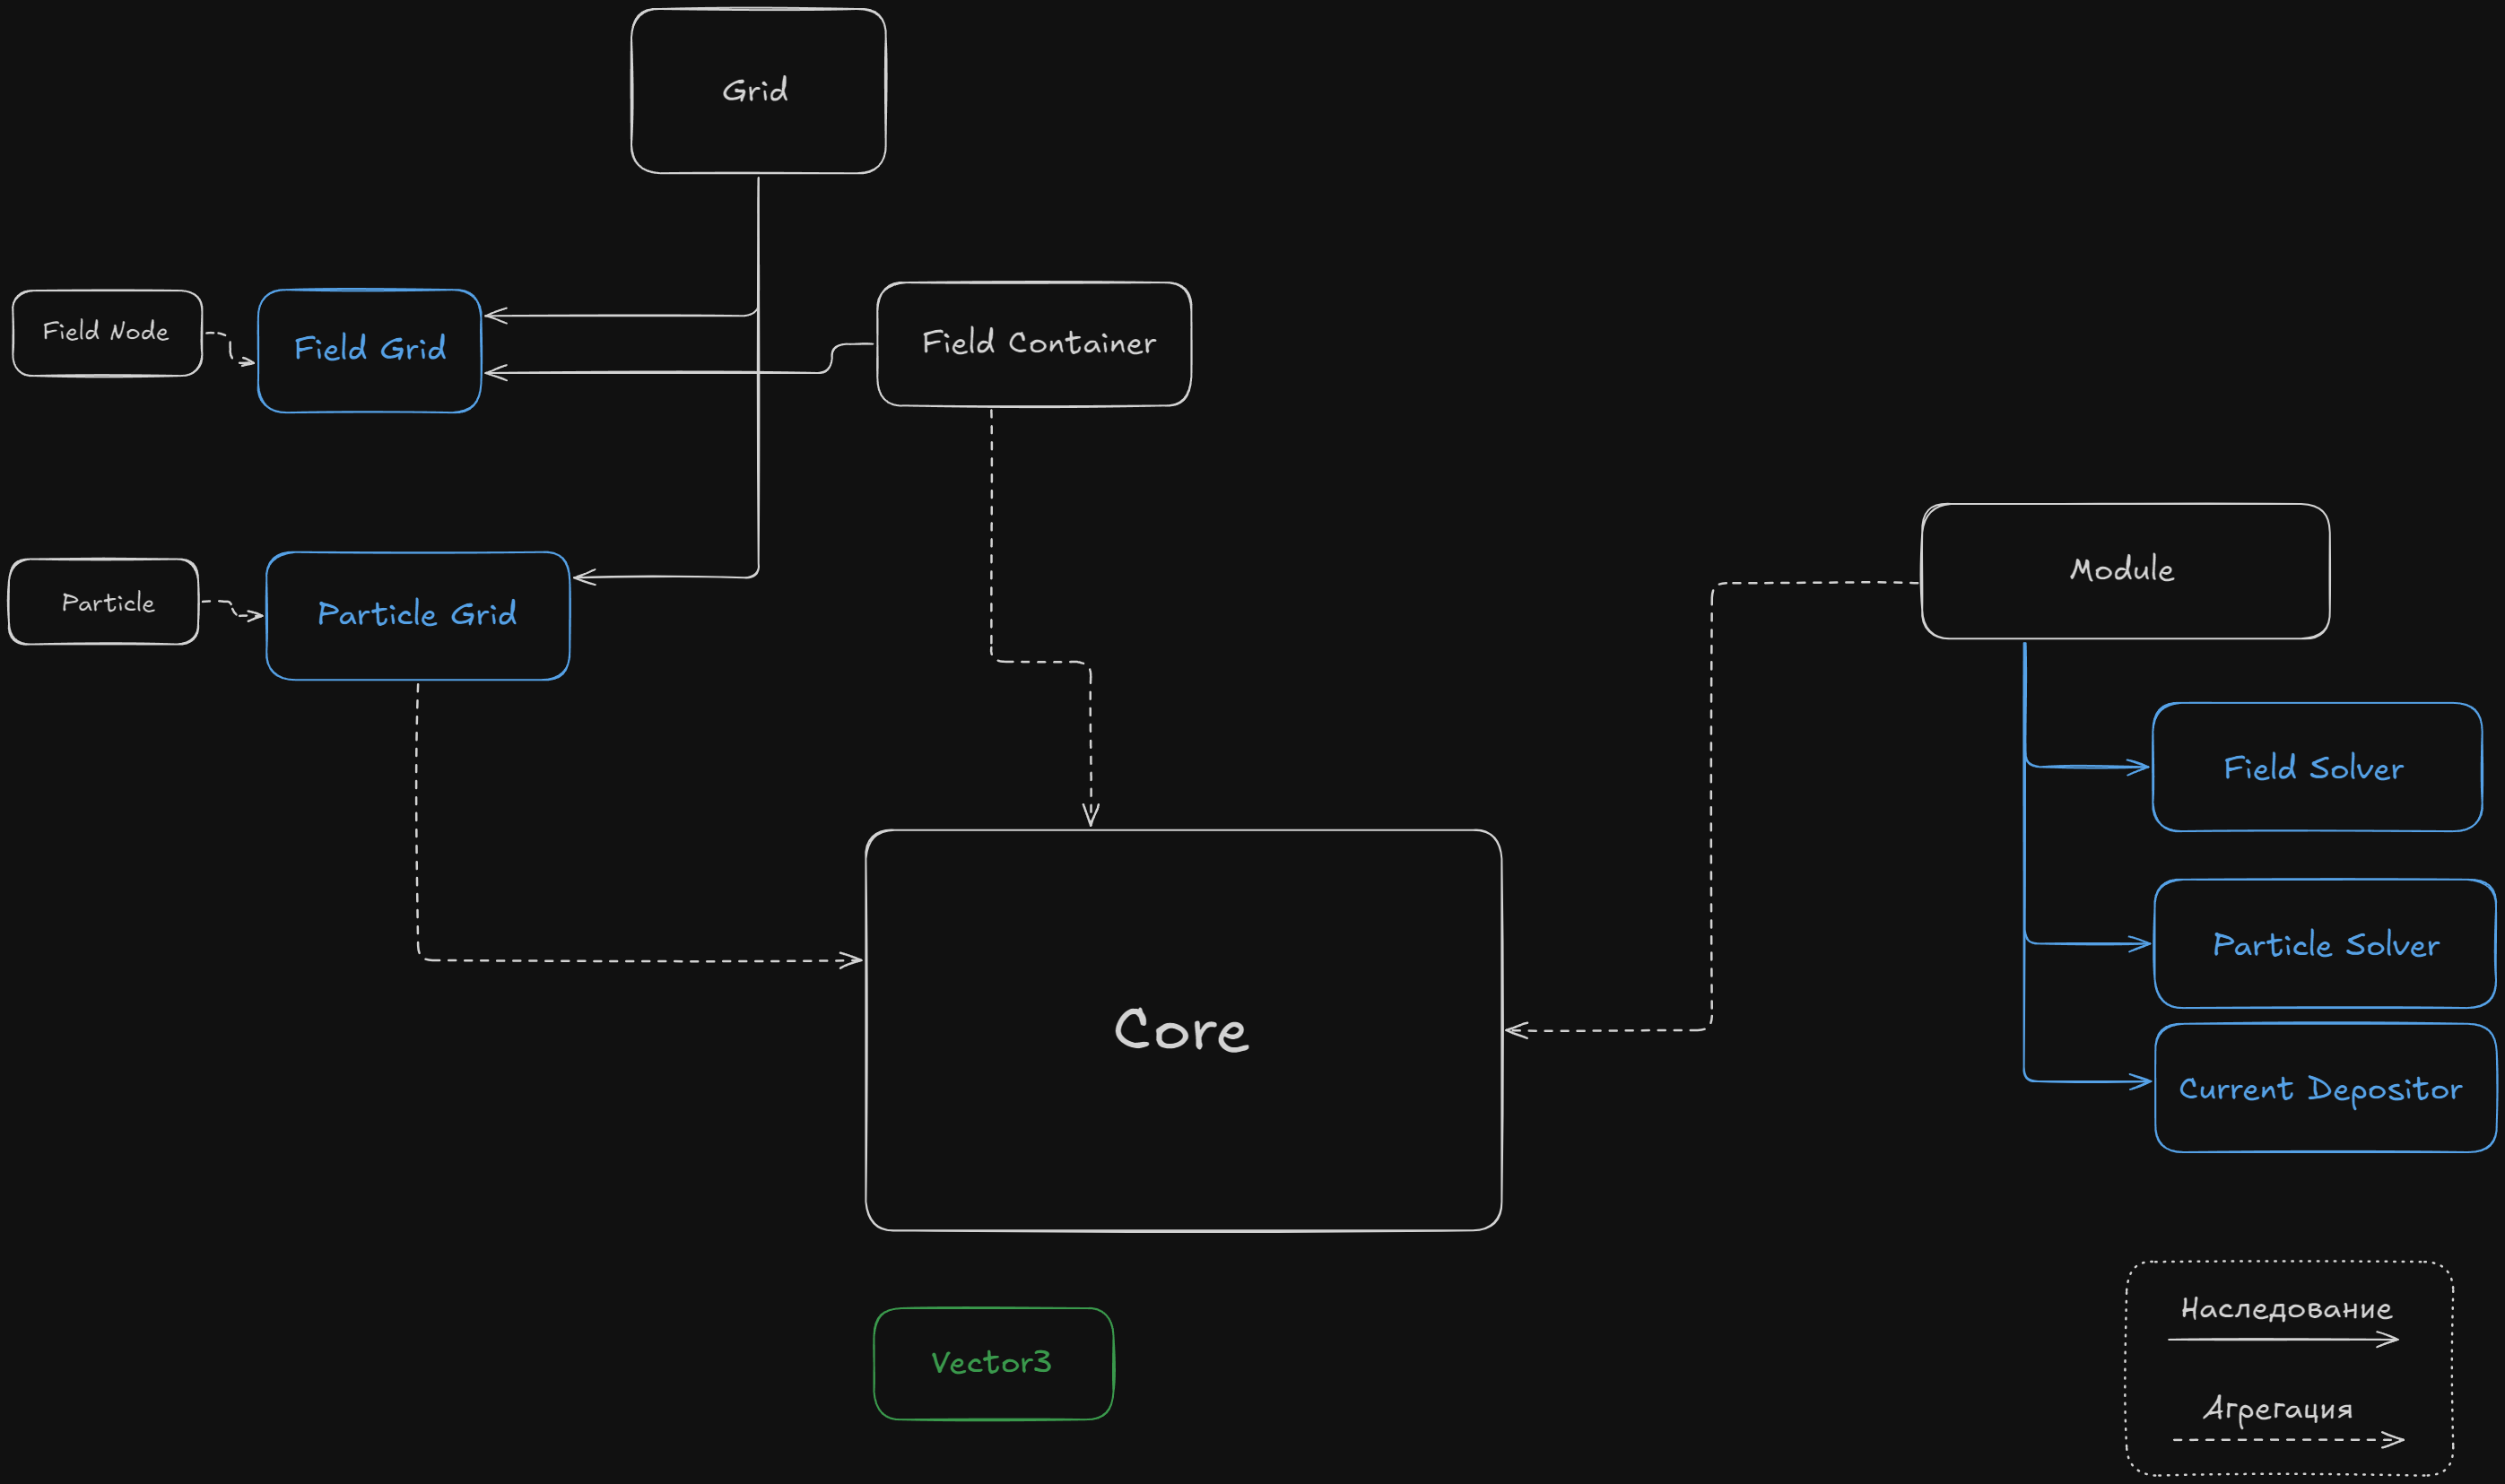 Grid
Field Node
Field Grid
Field Container
Module
Particle
Particle Grid
Field Solver
Particle Solver
Core
Current Depositor
Наследование
Vector3
Агрегация